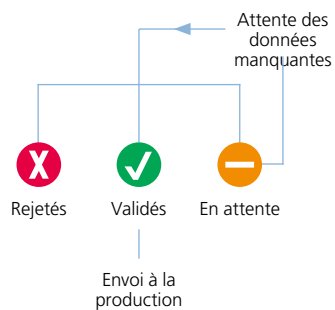 Attente des
données
manquantes
Rejetés
Validés
En attente
Envoi à la
production